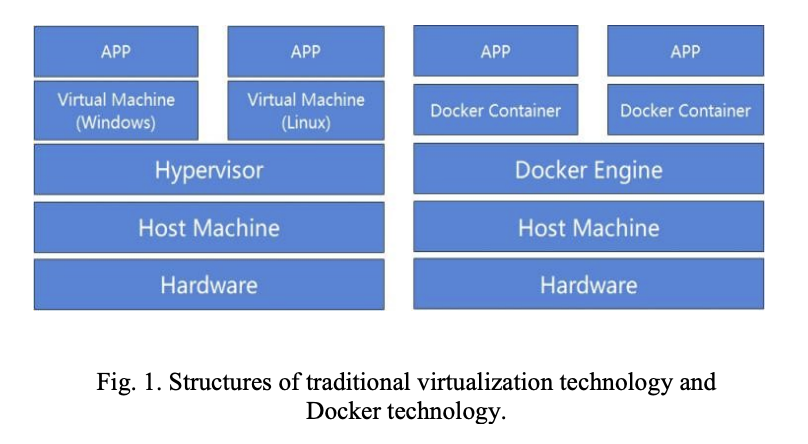 APP
APP
Virtual Machine
(Windows)
Virtual Machine
(Linux)
Hypervisor
Host Machine
Hardware
APP
APP
Docker Container
Docker Container
Docker Engine
Host Machine
Hardware
Fig. 1. Structures of traditional virtualization technology and
Docker technology.